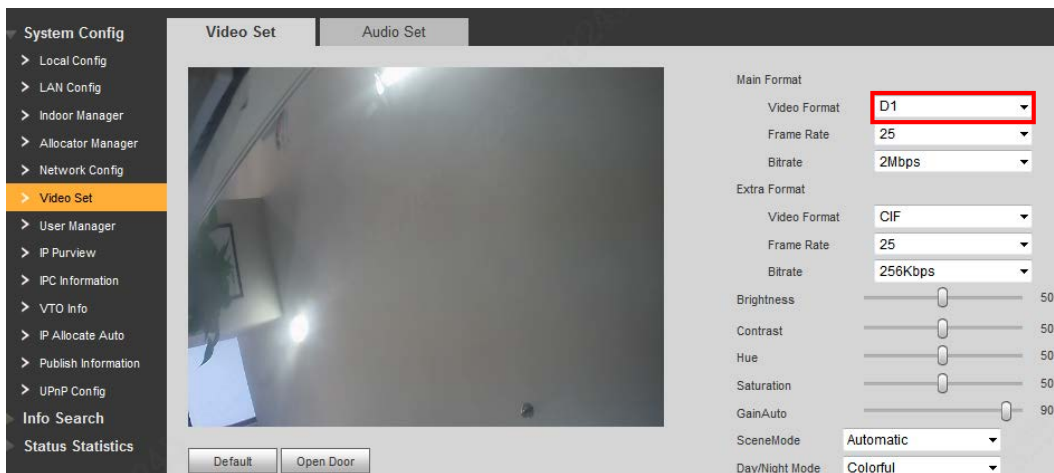 System Config
Local Config
LAN Config
Indoor Manager
Allocator Manager
Network Config
Video Set
User Manager
IP Purview
IPC Information
VTO Info
IP Allocate Auto
Publish Information
UPnP Config
Info Search
Status Statistics
Video Set
Audio Set
Default
Open Door
Main Format
Video Format D1
Frame Rate 25
Bitrate 2Mbps
Extra Format
Video Format CIF
Frame Rate 25
Bitrate 256Kbps
Brightness 50
Contrast 50
Hue 50
Saturation 50
GainAuto 90
SceneMode Automatic
Day/Night Mode Colorful